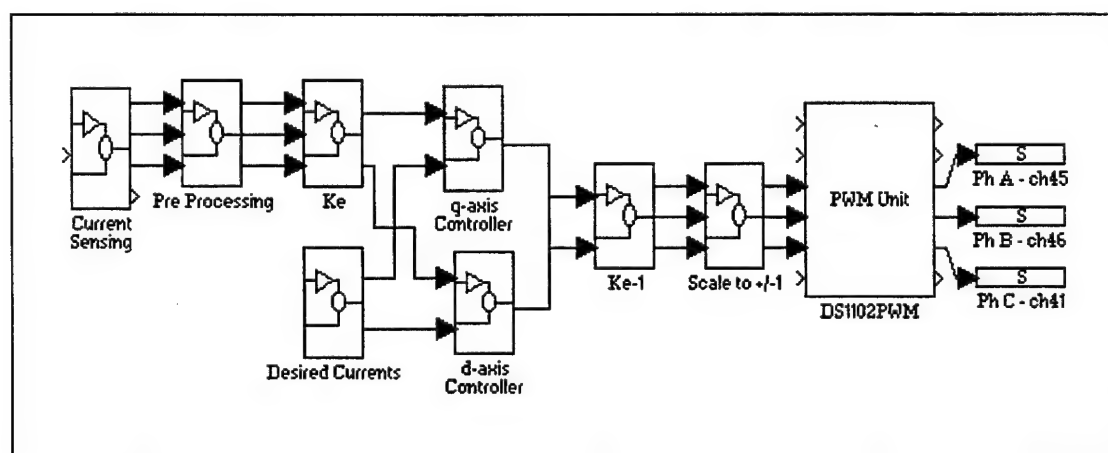 Current
Sensing
Pre Processing
Ke
q-axis
Controller
Desired Currents
d-axis
Controller
Ke-1
Scale to +/-1
PWM Unit
DS1102PWM
S
Ph A - ch45
S
Ph B - ch46
S
Ph C - ch41